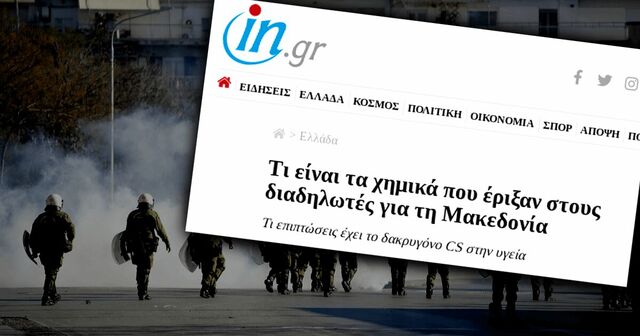 in.gr
ΕΙΔΗΣΕΙΣ ΕΛΛΑΔΑ ΚΟΣΜΟΣ ΠΟΛΙΤΙΚΗ ΟΙΚΟΝΟΜΙΑ ΣΠΟΡ ΑΠΟΨΗ ΠΟ
> Ελλάδα
Τι είναι τα χημικά που έριξαν στους
διαδηλωτές για τη Μακεδονία
Τι επιπτώσεις έχει το δακρυγόνο CS στην υγεία